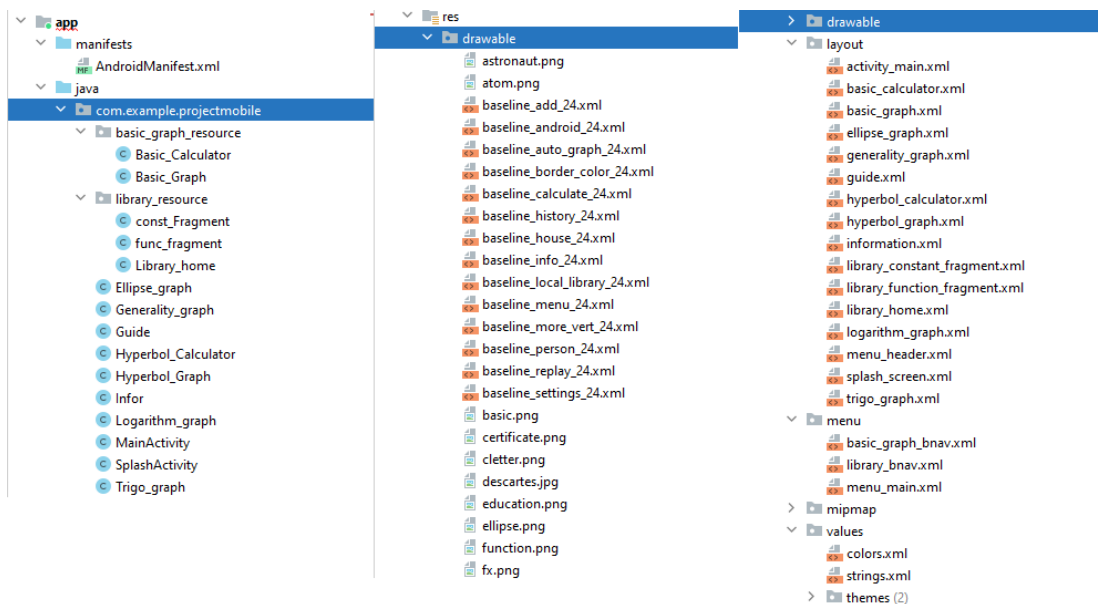 app
manifests
AndroidManifest.xml
java
com.example.projectmobile
basic_graph_resource
Basic_Calculator
Basic_Graph
library_resource
const_Fragment
func_fragment
Library_home
Ellipse_graph
Generality_graph
Guide
Hyperbol_Calculator
Hyperbol_Graph
Infor
Logarithm_graph
MainActivity
SplashActivity
Trigo_graph
res
drawable
astronaut.png
atom.png
baseline_add_24.xml
baseline_android_24.xml
baseline_auto_graph_24.xml
baseline_border_color_24.xml
baseline_calculate_24.xml
baseline_history_24.xml
baseline_house_24.xml
baseline_info_24.xml
baseline_local_library_24.xml
baseline_menu_24.xml
baseline_more_vert_24.xml
baseline_person_24.xml
baseline_replay_24.xml
baseline_settings_24.xml
basic.png
certificate.png
cletter.png
descartes.jpg
education.png
ellipse.png
function.png
fx.png
drawable
layout
activity_main.xml
basic_calculator.xml
basic_graph.xml
ellipse_graph.xml
generality_graph.xml
guide.xml
hyperbol_calculator.xml
hyperbol_graph.xml
information.xml
library_constant_fragment.xml
library_function_fragment.xml
library_home.xml
logarithm_graph.xml
menu_header.xml
splash_screen.xml
trigo_graph.xml
menu
basic_graph_bnav.xml
library_bnav.xml
menu_main.xml
mipmap
values
colors.xml
strings.xml
themes (2)